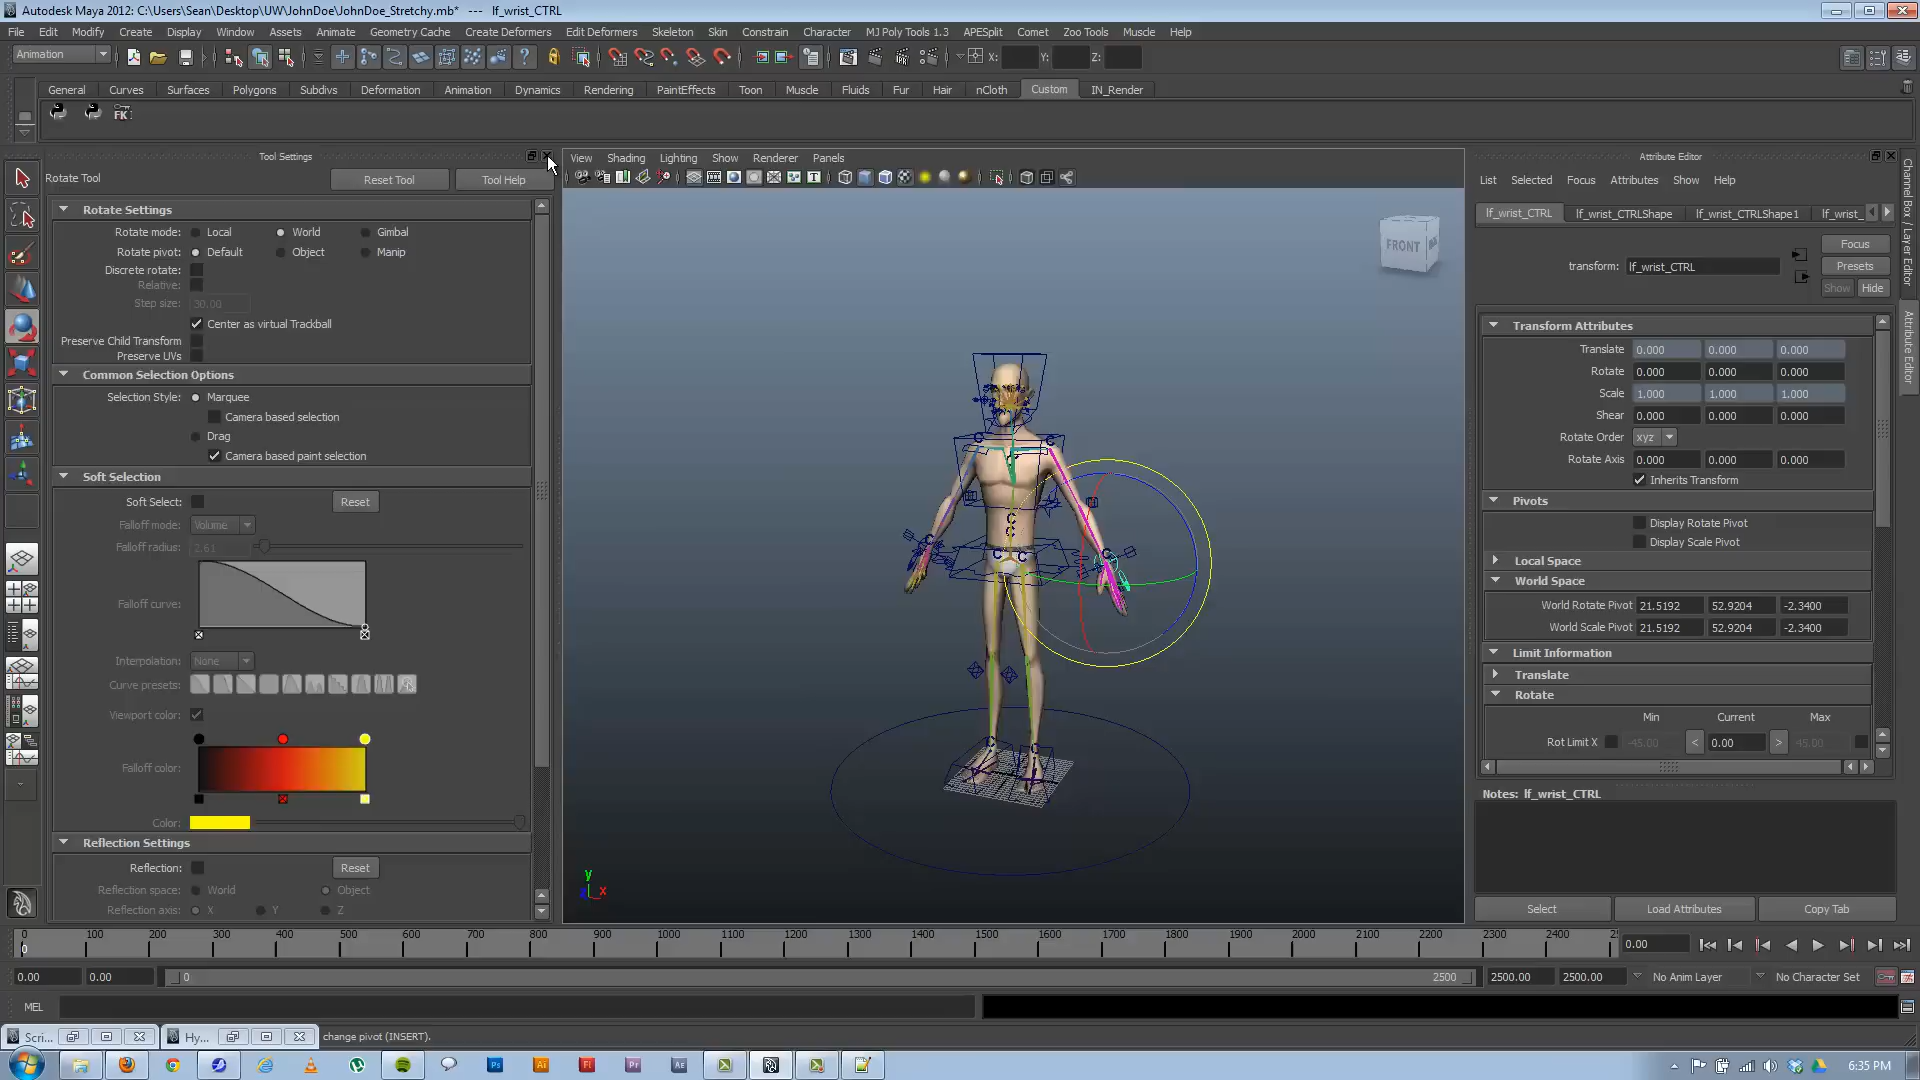 Autodesk Maya 2012: C:\Users\Sean\Desktop\UW\JohnDoe\JohnDoe_Stretchy.mb* --- lf_wrist_CTRL
File Edit Modify Create Display Window Assets Animate Geometry Cache Create Deformers Edit Deformers Skeleton Skin Constrain Character MJ Poly Tools 1.3 APESplit Comet Zoo Tools Muscle Help
Animation X: Y: Z:
General Curves Surfaces Polygons Subdivs Deformation Animation Dynamics Rendering PaintEffects Toon Muscle Fluids Fur Hair nCloth Custom IN_Render
FK
Tool Settings
Rotate Tool Reset Tool Tool Help
Rotate Settings
Rotate mode: Local World Gimbal
Rotate pivot: Default Object Manip
Discrete rotate:
Relative:
Step size: 30.00
Center as virtual Trackball
Preserve Child Transform
Preserve UVs
Common Selection Options
Selection Style: Marquee
Camera based selection
Drag
Camera based paint selection
Soft Selection
Soft Select: Reset
Falloff mode: Volume
Falloff radius: 2.61
Falloff curve:
Interpolation: None
Curve presets:
Viewport color:
Falloff color:
Color:
Reflection Settings
Reflection: Reset
Reflection space: World Object
Reflection axis: X Y Z
View Shading Lighting Show Renderer Panels
FRONT
y
x
Attribute Editor
List Selected Focus Attributes Show Help
lf_wrist_CTRL lf_wrist_CTRLShape lf_wrist_CTRLShape1 lf_wrist_
Focus
transform: lf_wrist_CTRL Presets
Show Hide
Transform Attributes
Translate 0.000 0.000 0.000
Rotate 0.000 0.000 0.000
Scale 1.000 1.000 1.000
Shear 0.000 0.000 0.000
Rotate Order xyz
Rotate Axis 0.000 0.000 0.000
Inherits Transform
Pivots
Display Rotate Pivot
Display Scale Pivot
Local Space
World Space
World Rotate Pivot 21.5192 52.9204 -2.3400
World Scale Pivot 21.5192 52.9204 -2.3400
Limit Information
Translate
Rotate
Min Current Max
Rot Limit X -45.00 < 0.00 > 45.00
Notes: lf_wrist_CTRL
Select Load Attributes Copy Tab
Channel Box / Layer Editor
Attribute Editor
0 100 200 300 400 500 600 700 800 900 1000 1100 1200 1300 1400 1500 1600 1700 1800 1900 2000 2100 2200 2300 2400 0.00
0
0.00 0.00 0 2500 2500.00 2500.00 No Anim Layer No Character Set
MEL
Scri... Hy... change pivot (INSERT).
Ps Ai Fl Pr Ae 6:35 PM